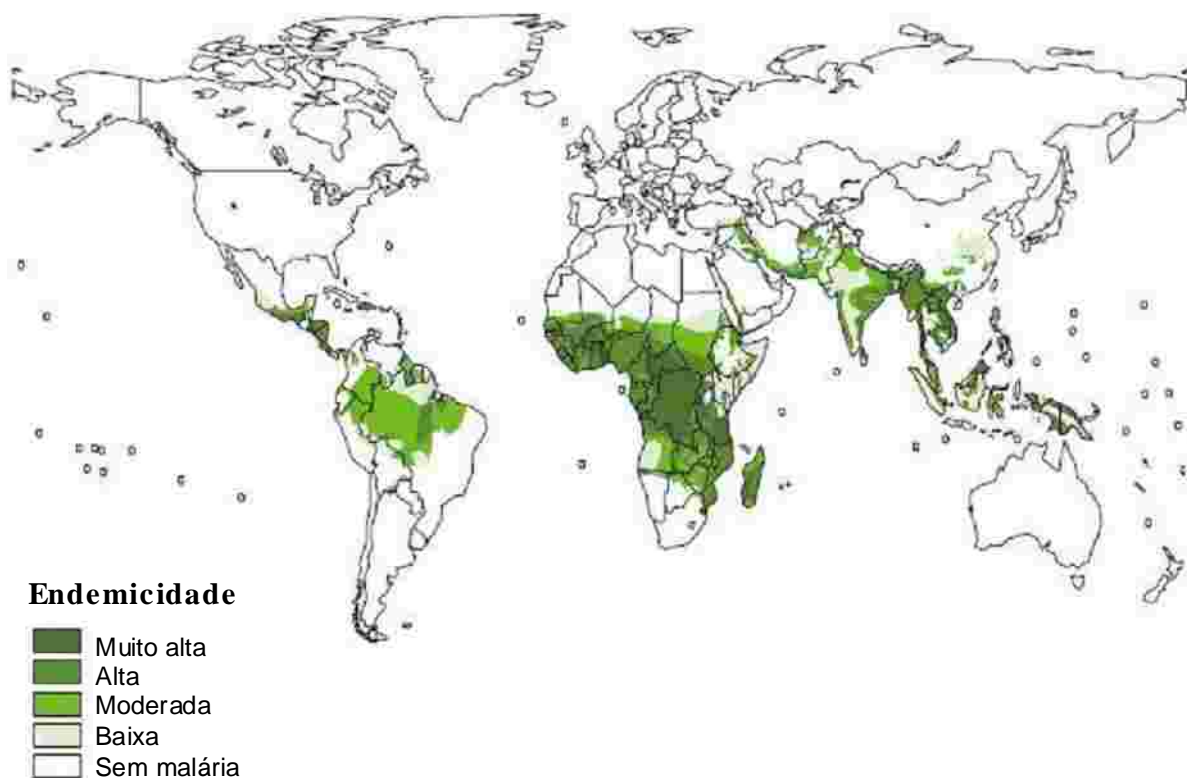 Endemicidade
Muito alta
Alta
Moderada
Baixa
Sem malária